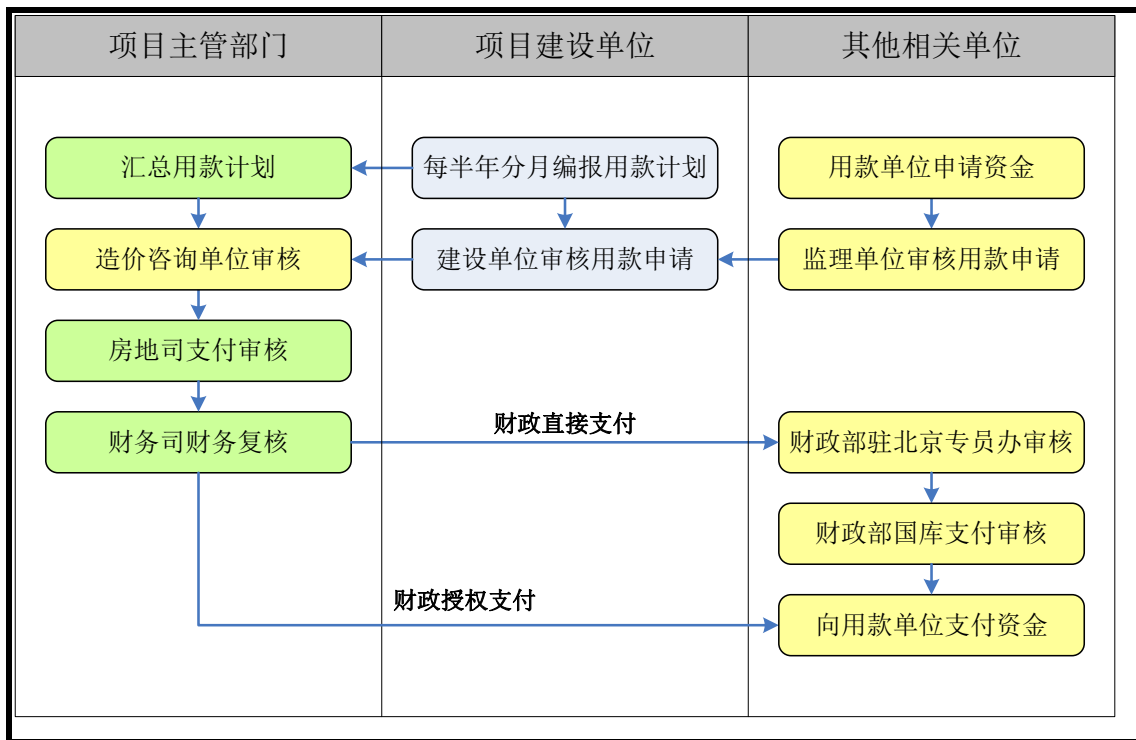 项目主管部门
项目建设单位
其他相关单位
汇总用款计划
每半年分月编报用款计划
用款单位申请资金
造价咨询单位审核
建设单位审核用款申请
监理单位审核用款申请
房地司支付审核
财务司财务复核
财政直接支付
财政部驻北京专员办审核
财政部国库支付审核
财政授权支付
向用款单位支付资金